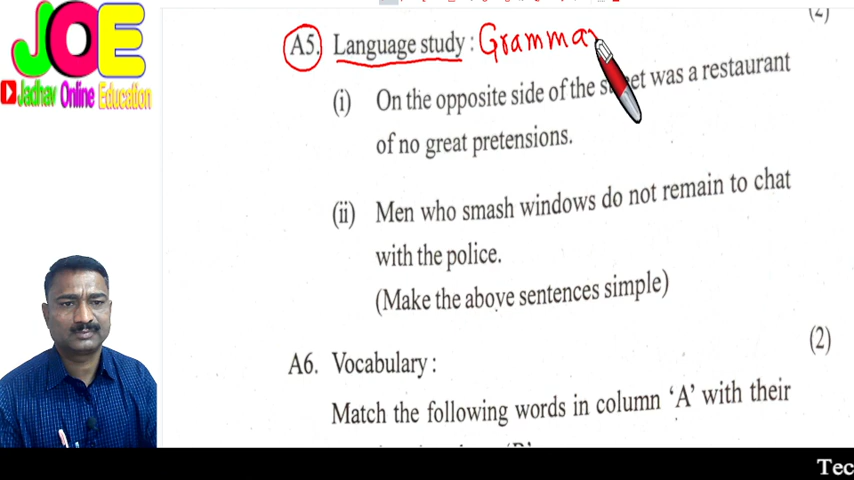 (2)
JOE
Jadhav Online Education
A5. Language study : Gramma
(i) On the opposite side of the street was a restaurant
of no great pretensions.
(ii) Men who smash windows do not remain to chat
with the police.
(Make the above sentences simple)
(2)
A6. Vocabulary :
Match the following words in column ‘A’ with their
Tec